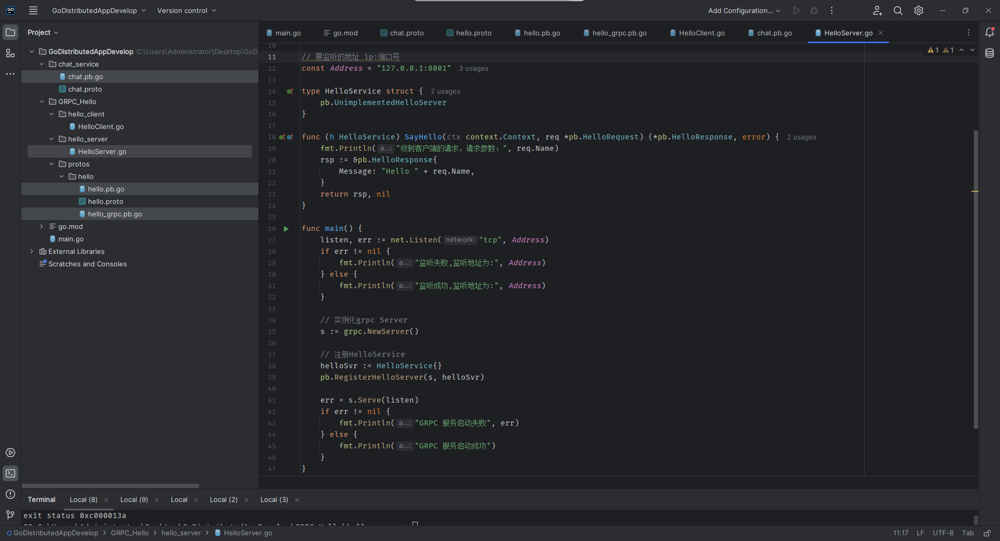 GO GoDistributedAppDevelop Version control Add Configuration...
Project
GoDistributedAppDevelop C:\Users\Administrator\Desktop\GoD
chat_service
chat.pb.go
chat.proto
GRPC_Hello
hello_client
HelloClient.go
hello_server
HelloServer.go
protos
hello
hello.pb.go
hello.proto
hello_grpc.pb.go
go.mod
main.go
External Libraries
Scratches and Consoles
main.go go.mod chat.proto hello.proto hello.pb.go hello_grpc.pb.go HelloClient.go chat.pb.go HelloServer.go
1 1
10
11 // 要监听的地址 ip:端口号
12 const Address = "127.0.0.1:8001" 3 usages
13
14 type HelloService struct { 2 usages
15 pb.UnimplementedHelloServer
16 }
17
18 func (h HelloService) SayHello(ctx context.Context, req *pb.HelloRequest) (*pb.HelloResponse, error) { 2 usages
19 fmt.Println( a...: "收到客户端的请求，请求参数：", req.Name)
20 rsp := &pb.HelloResponse{
21 Message: "Hello " + req.Name,
22 }
23 return rsp, nil
24 }
25
26 func main() {
27 listen, err := net.Listen( network: "tcp", Address)
28 if err != nil {
29 fmt.Println( a...: "监听失败,监听地址为:", Address)
30 } else {
31 fmt.Println( a...: "监听成功,监听地址为:", Address)
32 }
33
34 // 实例化grpc Server
35 s := grpc.NewServer()
36
37 // 注册HelloService
38 helloSvr := HelloService{}
39 pb.RegisterHelloServer(s, helloSvr)
40
41 err = s.Serve(listen)
42 if err != nil {
43 fmt.Println( a...: "GRPC 服务启动失败", err)
44 } else {
45 fmt.Println( a...: "GRPC 服务启动成功")
46 }
47 }
Terminal Local (8) Local (9) Local Local (2) Local (3)
exit status 0xc000013a
GoDistributedAppDevelop GRPC_Hello hello_server HelloServer.go 11:17 LF UTF-8 Tab